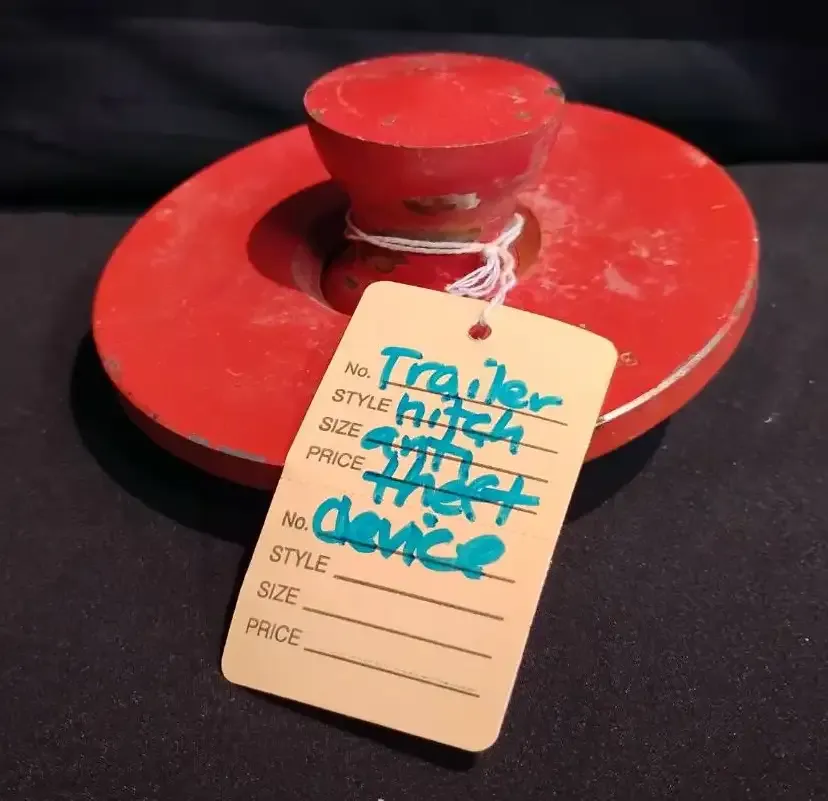 No. Trailer
STYLE hitch
SIZE anti
PRICE theft
No. device
STYLE
SIZE
PRICE